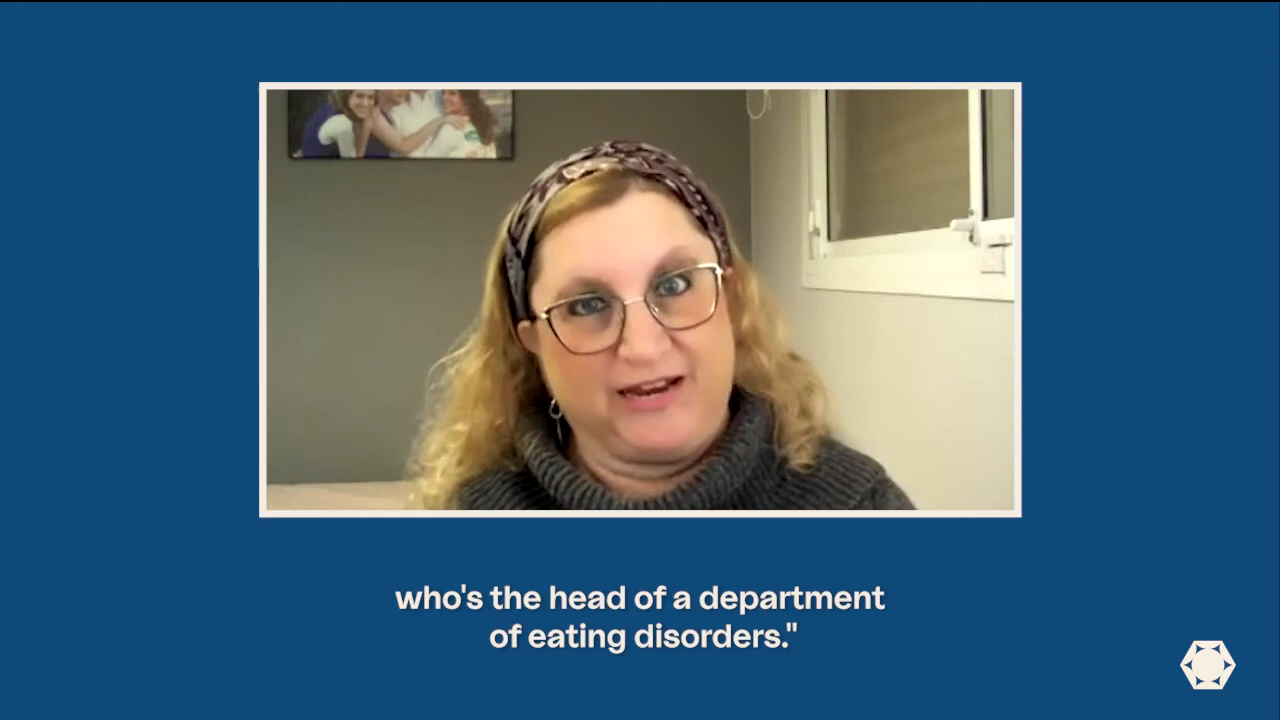 who's the head of a department
of eating disorders."